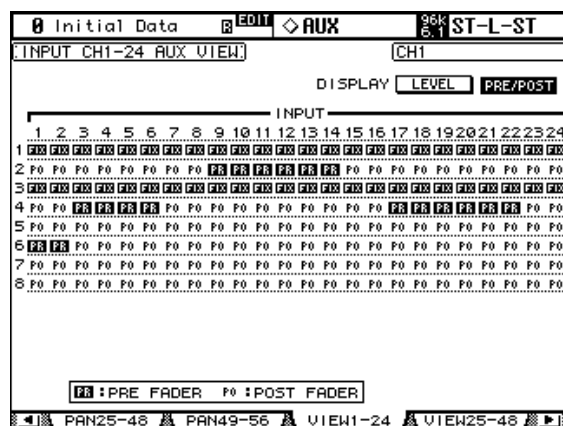 0 Initial Data R EDIT ◇AUX 96k 6.1 ST-L-ST
INPUT CH1-24 AUX VIEW CH1
DISPLAY LEVEL PRE/POST
INPUT
1 2 3 4 5 6 7 8 9 10 11 12 13 14 15 16 17 18 19 20 21 22 23 24
1 FIX FIX FIX FIX FIX FIX FIX FIX FIX FIX FIX FIX FIX FIX FIX FIX FIX FIX FIX FIX FIX FIX FIX FIX
2 PO PO PO PO PO PO PO PO PR PR PR PR PR PR PO PO PO PO PO PO PO PO PO PO
3 FIX FIX FIX FIX FIX FIX FIX FIX FIX FIX FIX FIX FIX FIX FIX FIX FIX FIX FIX FIX FIX FIX FIX FIX
4 PO PO PR PR PR PR PO PO PO PO PO PO PO PO PO PO PR PR PR PR PR PR PO PO
5 PO PO PO PO PO PO PO PO PO PO PO PO PO PO PO PO PO PO PO PO PO PO PO PO
6 PR PR PO PO PO PO PO PO PO PO PO PO PO PO PO PO PO PO PO PO PO PO PO PO
7 PO PO PO PO PO PO PO PO PO PO PO PO PO PO PO PO PO PO PO PO PO PO PO PO
8 PO PO PO PO PO PO PO PO PO PO PO PO PO PO PO PO PO PO PO PO PO PO PO PO
PR :PRE FADER PO :POST FADER
PAN25-48 PAN49-56 VIEW1-24 VIEW25-48